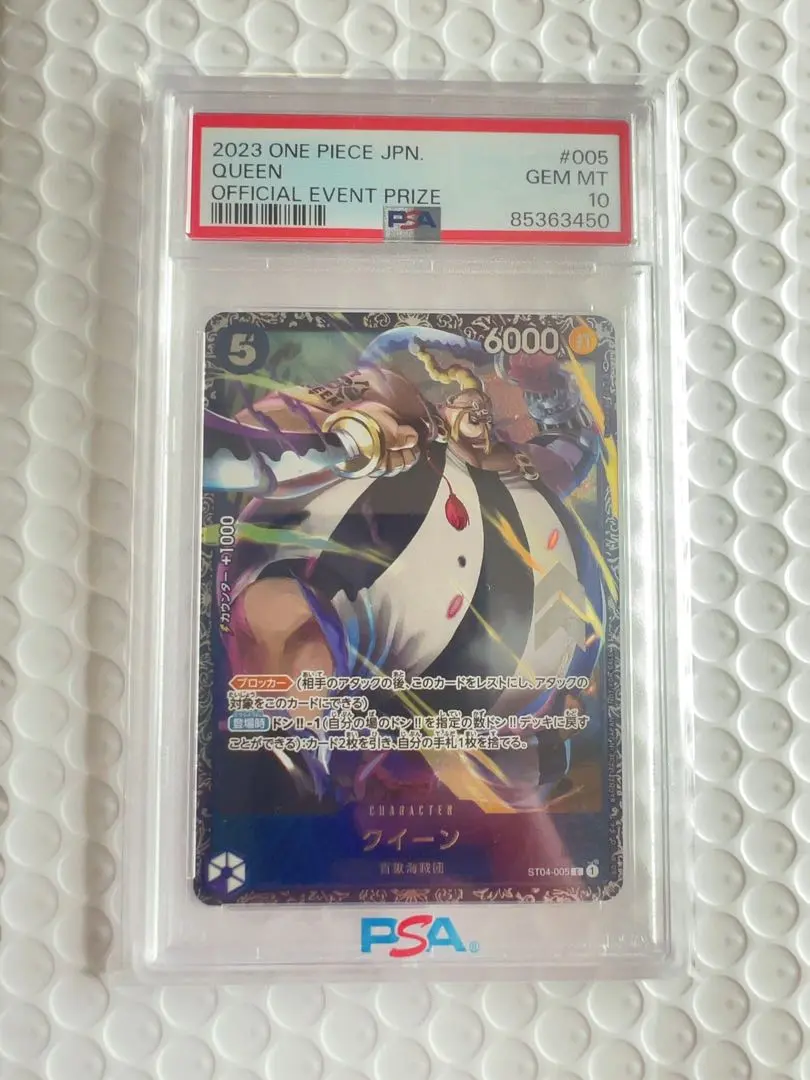 2023 ONE PIECE JPN.
#005
QUEEN
GEM MT
OFFICIAL EVENT PRIZE
10
PSA
85363450
5
6000
打
QUEEN
カウンター+1000
ブロッカー (相手のアタックの後、このカードをレストにし、アタックの
対象をこのカードにできる)
登場時 ドン!!-1(自分の場のドン!!を指定の数ドン!!デッキに戻す
ことができる):カード2枚を引き、自分の手札1枚を捨てる。
CHARACTER
クイーン
百獣海賊団
ST04-005 C 1
PSA®